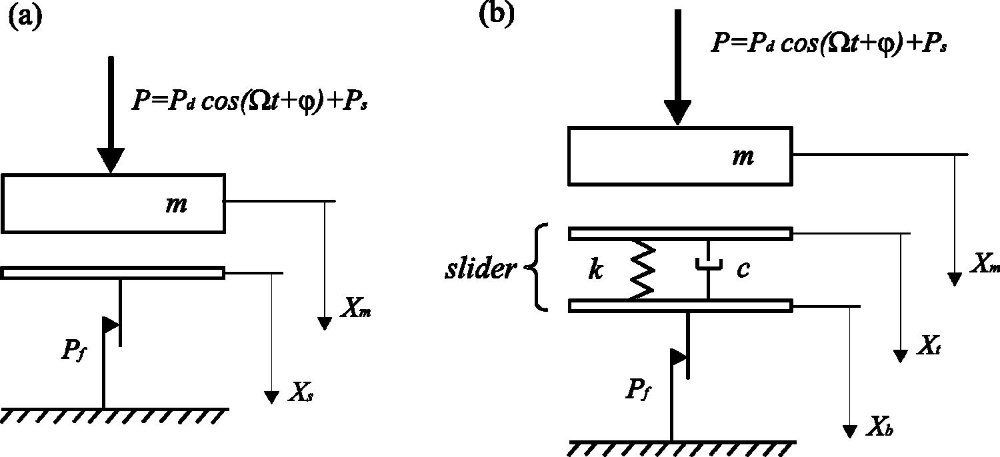 (a)
P=Pd cos(Ωt+φ)+Ps
m
Xm
Pf
Xs
(b)
P=Pd cos(Ωt+φ)+Ps
m
slider
k
c
Xm
Xt
Pf
Xb